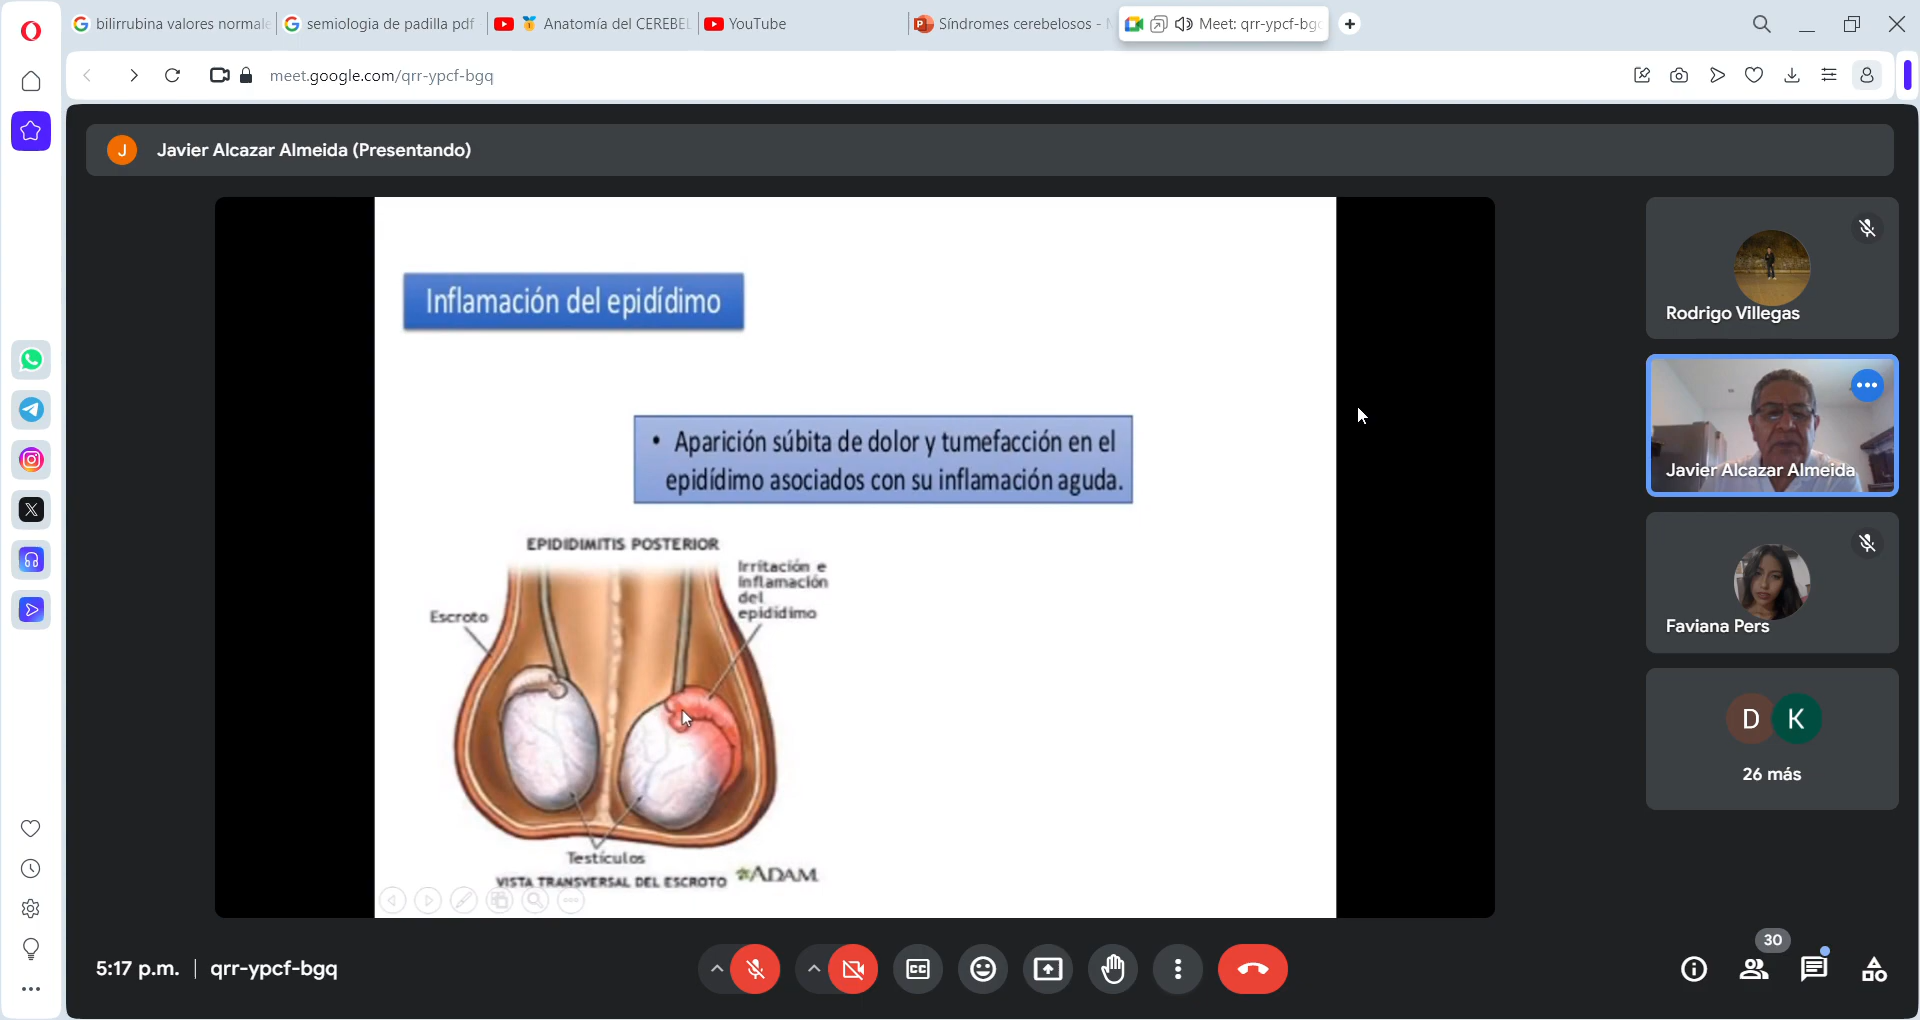 bilirrubina valores normale
semiologia de padilla pdf
Anatomía del CEREBEL
YouTube
Síndromes cerebelosos -
Meet: qrr-ypcf-bgq
meet.google.com/qrr-ypcf-bgq
J
Javier Alcazar Almeida (Presentando)
Inflamación del epidídimo
• Aparición súbita de dolor y tumefacción en el
epidídimo asociados con su inflamación aguda.
EPIDIDIMITIS POSTERIOR
Irritación e
inflamación
del
epidídimo
Escroto
Testículos
VISTA TRANSVERSAL DEL ESCROTO
ADAM
Rodrigo Villegas
Javier Alcazar Almeida
Faviana Pers
D K
26 más
5:17 p.m. | qrr-ypcf-bgq
CC
30